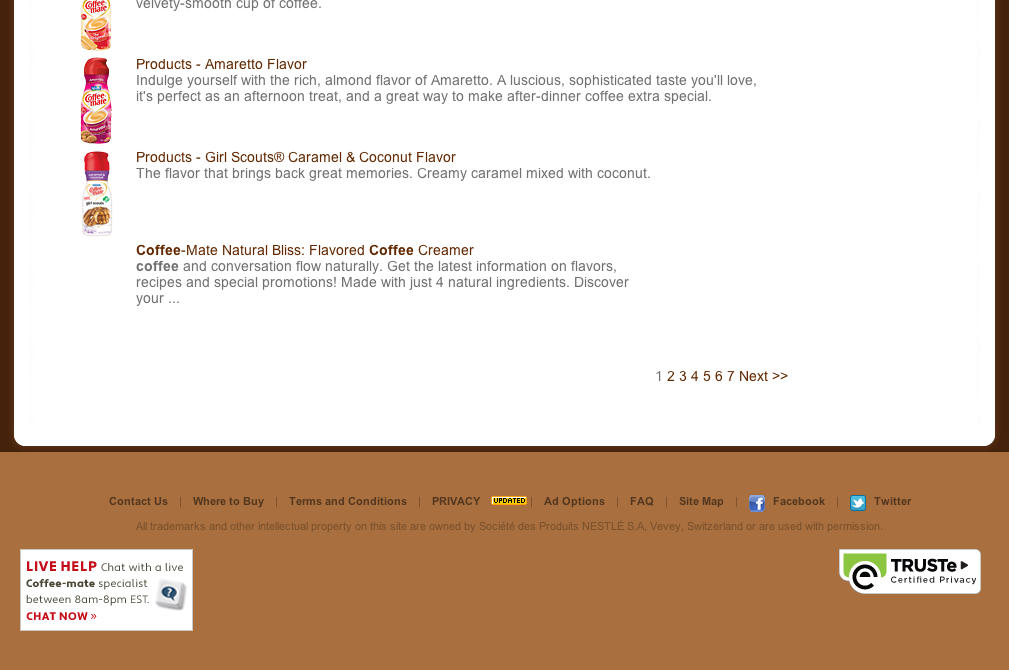 velvety-smooth cup of coffee.
Products - Amaretto Flavor
Indulge yourself with the rich, almond flavor of Amaretto. A luscious, sophisticated taste you'll love,
it's perfect as an afternoon treat, and a great way to make after-dinner coffee extra special.
Products - Girl Scouts® Caramel & Coconut Flavor
The flavor that brings back great memories. Creamy caramel mixed with coconut.
Coffee-Mate Natural Bliss: Flavored Coffee Creamer
coffee and conversation flow naturally. Get the latest information on flavors,
recipes and special promotions! Made with just 4 natural ingredients. Discover
your ...
1 2 3 4 5 6 7 Next >>
Contact Us | Where to Buy | Terms and Conditions | PRIVACY UPDATED | Ad Options | FAQ | Site Map | Facebook | Twitter
All trademarks and other intellectual property on this site are owned by Société des Produits NESTLÉ S.A, Vevey, Switzerland or are used with permission.
LIVE HELP Chat with a live
Coffee-mate specialist
between 8am-8pm EST.
CHAT NOW »
TRUSTe
Certified Privacy